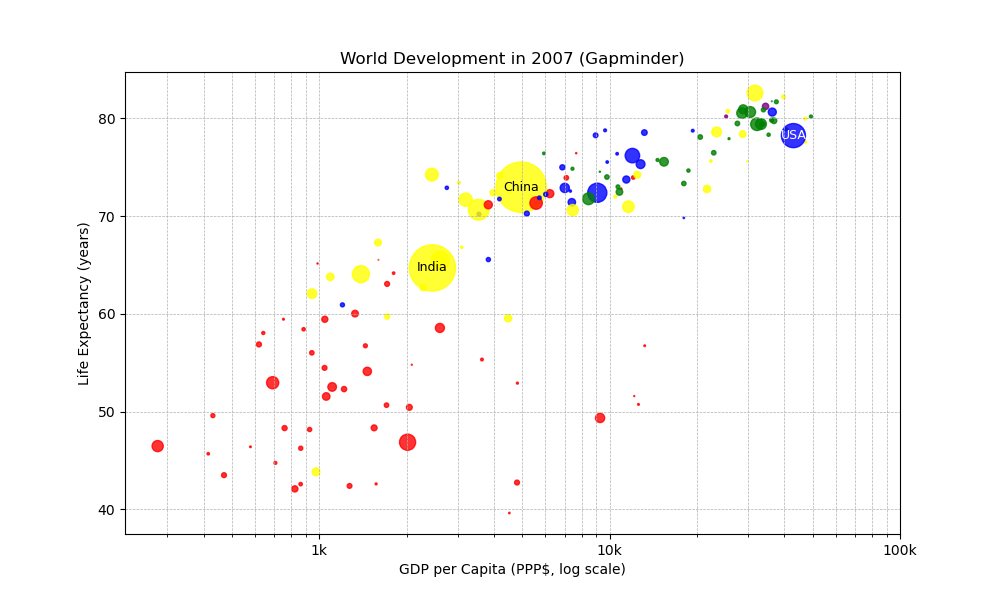 World Development in 2007 (Gapminder)
Life Expectancy (years)
80
70
60
50
40
USA
China
India
1k
10k
100k
GDP per Capita (PPP$, log scale)